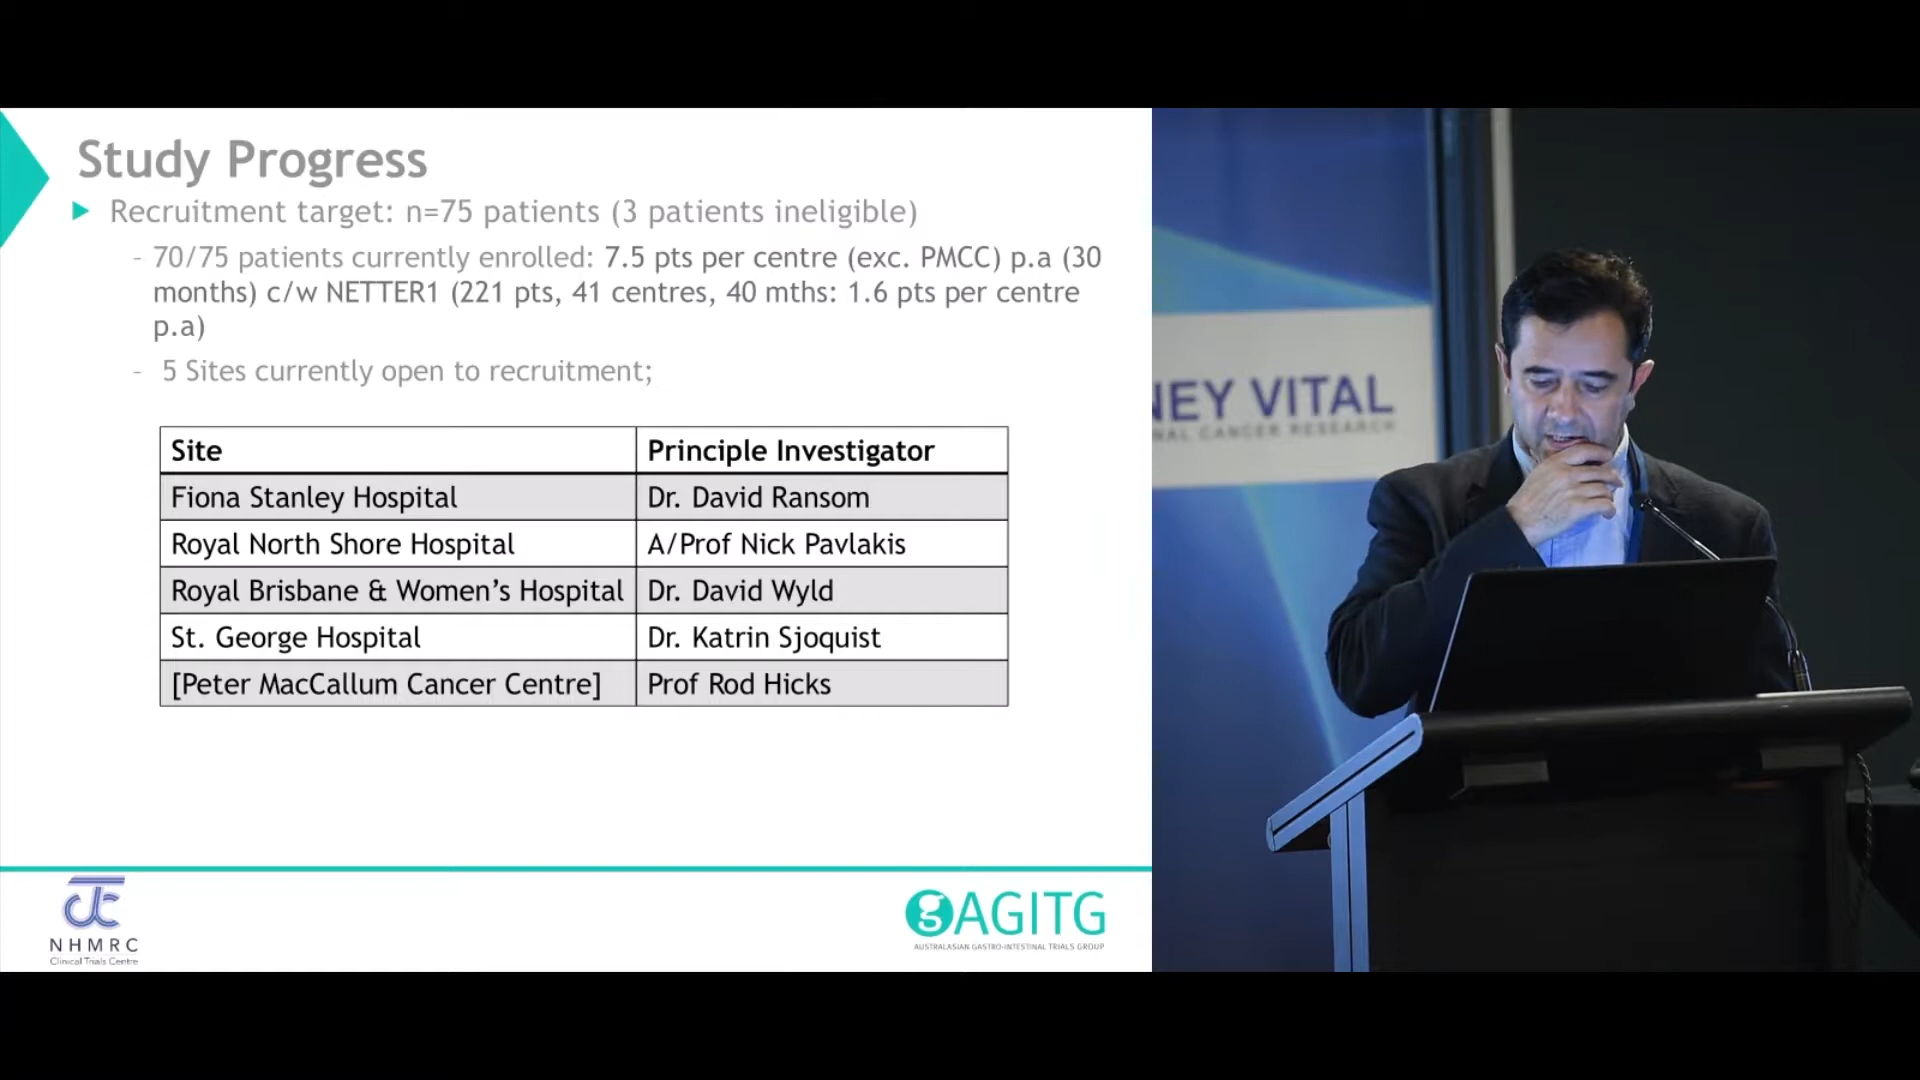 Study Progress
Recruitment target: n=75 patients (3 patients ineligible)
- 70/75 patients currently enrolled: 7.5 pts per centre (exc. PMCC) p.a (30
months) c/w NETTER1 (221 pts, 41 centres, 40 mths: 1.6 pts per centre
p.a)
- 5 Sites currently open to recruitment;
Site Principle Investigator
Fiona Stanley Hospital Dr. David Ransom
Royal North Shore Hospital A/Prof Nick Pavlakis
Royal Brisbane & Women’s Hospital Dr. David Wyld
St. George Hospital Dr. Katrin Sjoquist
[Peter MacCallum Cancer Centre] Prof Rod Hicks
NHMRC
Clinical Trials Centre
AGITG
AUSTRALASIAN GASTRO-INTESTINAL TRIALS GROUP
NEY VITAL
NAL CANCER RESEARCH